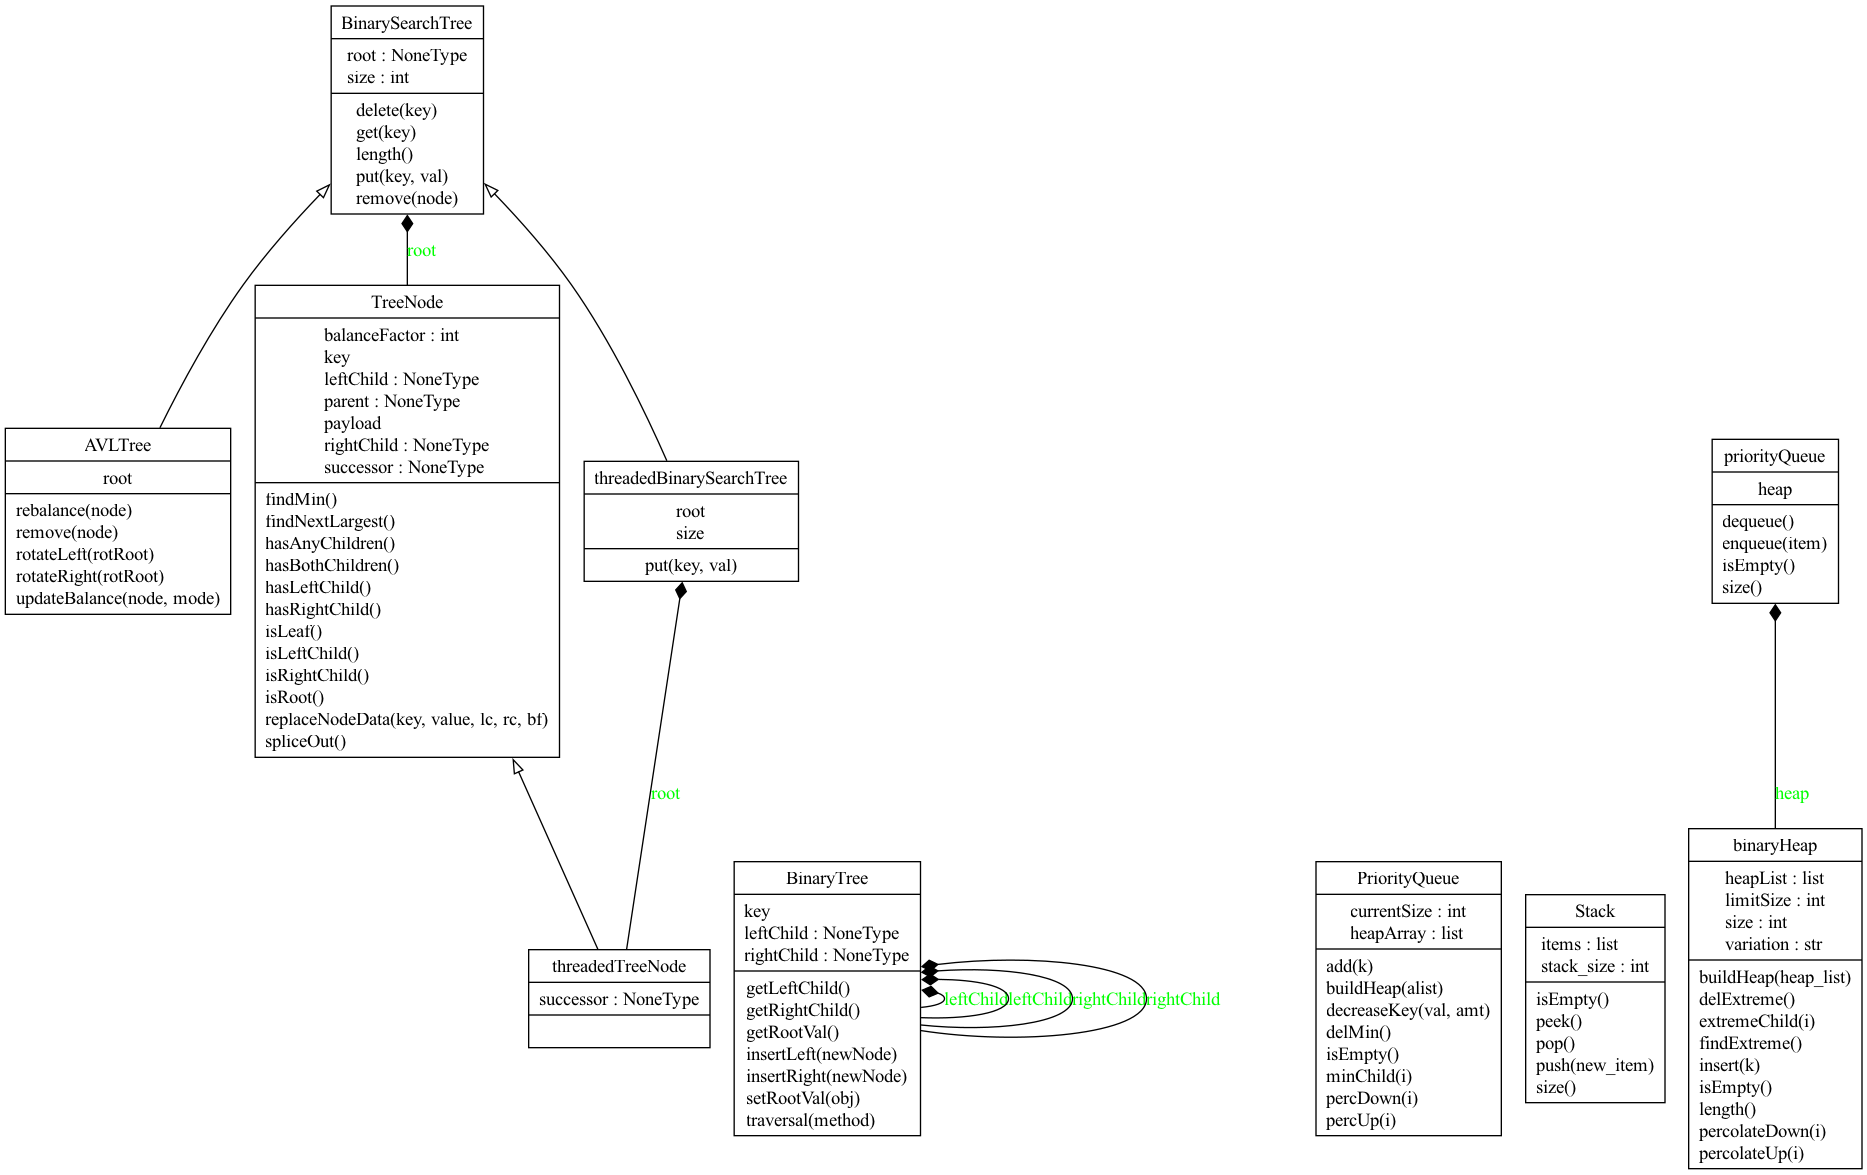 BinarySearchTree
root : NoneType
size : int
delete(key)
get(key)
length()
put(key, val)
remove(node)
root
TreeNode
balanceFactor : int
key
leftChild : NoneType
parent : NoneType
payload
rightChild : NoneType
successor : NoneType
findMin()
findNextLargest()
hasAnyChildren()
hasBothChildren()
hasLeftChild()
hasRightChild()
isLeaf()
isLeftChild()
isRightChild()
isRoot()
replaceNodeData(key, value, lc, rc, bf)
spliceOut()
AVLTree
root
rebalance(node)
remove(node)
rotateLeft(rotRoot)
rotateRight(rotRoot)
updateBalance(node, mode)
threadedBinarySearchTree
root
size
put(key, val)
root
threadedTreeNode
successor : NoneType
BinaryTree
key
leftChild : NoneType
rightChild : NoneType
getLeftChild()
getRightChild()
getRootVal()
insertLeft(newNode)
insertRight(newNode)
setRootVal(obj)
traversal(method)
leftChild
leftChild
rightChild
rightChild
PriorityQueue
currentSize : int
heapArray : list
add(k)
buildHeap(alist)
decreaseKey(val, amt)
delMin()
isEmpty()
minChild(i)
percDown(i)
percUp(i)
Stack
items : list
stack_size : int
isEmpty()
peek()
pop()
push(new_item)
size()
priorityQueue
heap
dequeue()
enqueue(item)
isEmpty()
size()
heap
binaryHeap
heapList : list
limitSize : int
size : int
variation : str
buildHeap(heap_list)
delExtreme()
extremeChild(i)
findExtreme()
insert(k)
isEmpty()
length()
percolateDown(i)
percolateUp(i)